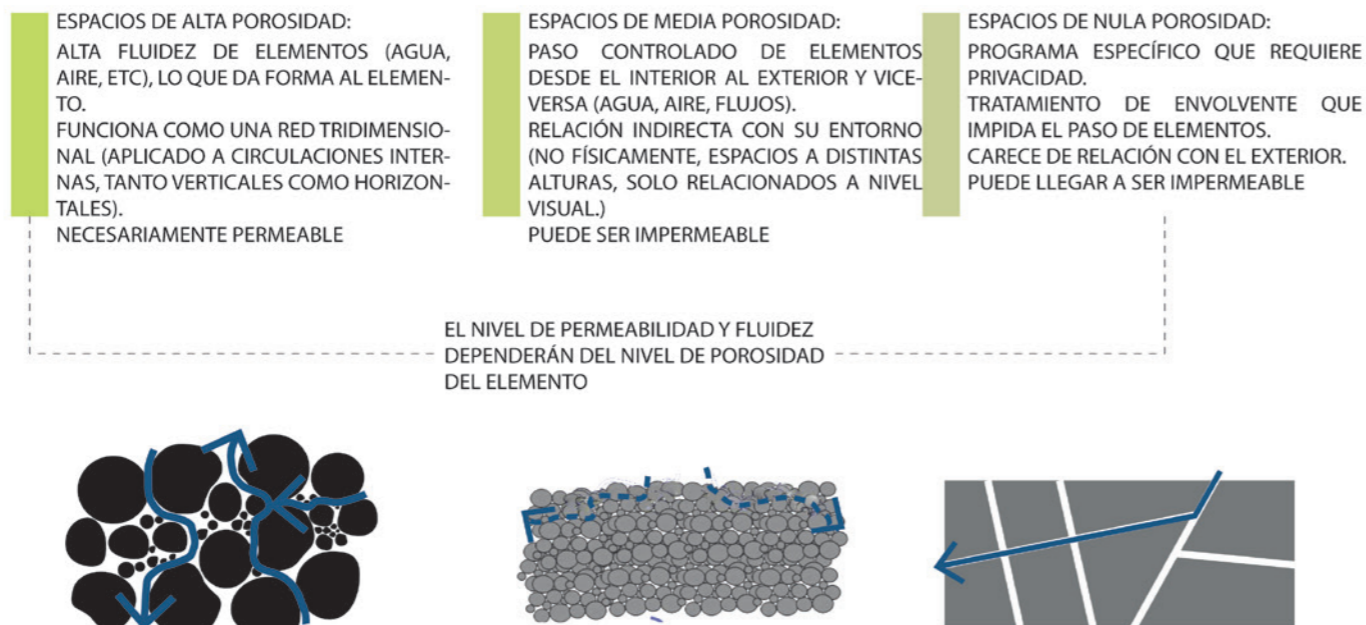 ESPACIOS DE ALTA POROSIDAD:
ALTA FLUIDEZ DE ELEMENTOS (AGUA,
AIRE, ETC), LO QUE DA FORMA AL ELEMEN-
TO.
FUNCIONA COMO UNA RED TRIDIMENSIO-
NAL (APLICADO A CIRCULACIONES INTER-
NAS, TANTO VERTICALES COMO HORIZON-
TALES).
NECESARIAMENTE PERMEABLE
ESPACIOS DE MEDIA POROSIDAD:
PASO CONTROLADO DE ELEMENTOS
DESDE EL INTERIOR AL EXTERIOR Y VICE-
VERSA (AGUA, AIRE, FLUJOS).
RELACIÓN INDIRECTA CON SU ENTORNO
(NO FÍSICAMENTE, ESPACIOS A DISTINTAS
ALTURAS, SOLO RELACIONADOS A NIVEL
VISUAL.)
PUEDE SER IMPERMEABLE
ESPACIOS DE NULA POROSIDAD:
PROGRAMA ESPECÍFICO QUE REQUIERE
PRIVACIDAD.
TRATAMIENTO DE ENVOLVENTE QUE
IMPIDA EL PASO DE ELEMENTOS.
CARECE DE RELACIÓN CON EL EXTERIOR.
PUEDE LLEGAR A SER IMPERMEABLE
EL NIVEL DE PERMEABILIDAD Y FLUIDEZ
DEPENDERÁN DEL NIVEL DE POROSIDAD
DEL ELEMENTO